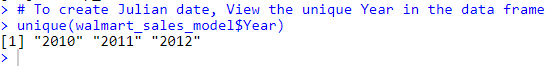 > # To create Julian date, View the unique Year in the data frame
> unique(walmart_sales_model$Year)
[1] "2010" "2011" "2012"
>